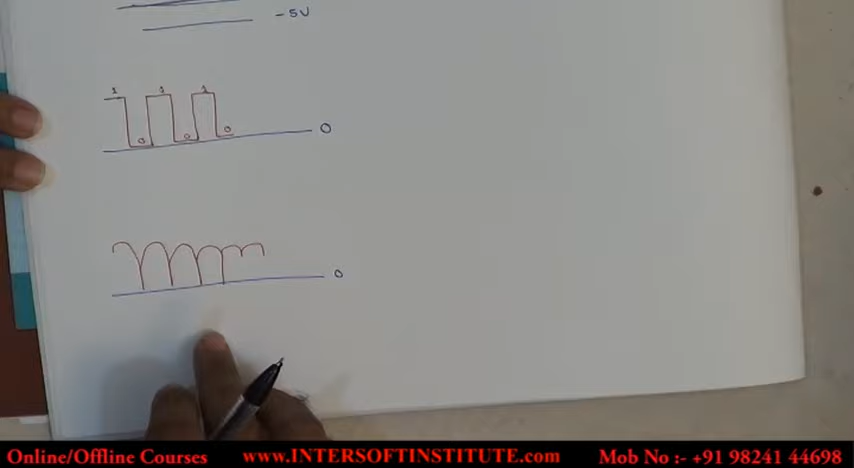 -5V
1 1 1
0 0 0
0
0
Online/Offline Courses www.INTERSOFTINSTITUTE.com Mob No :- +91 98241 44698